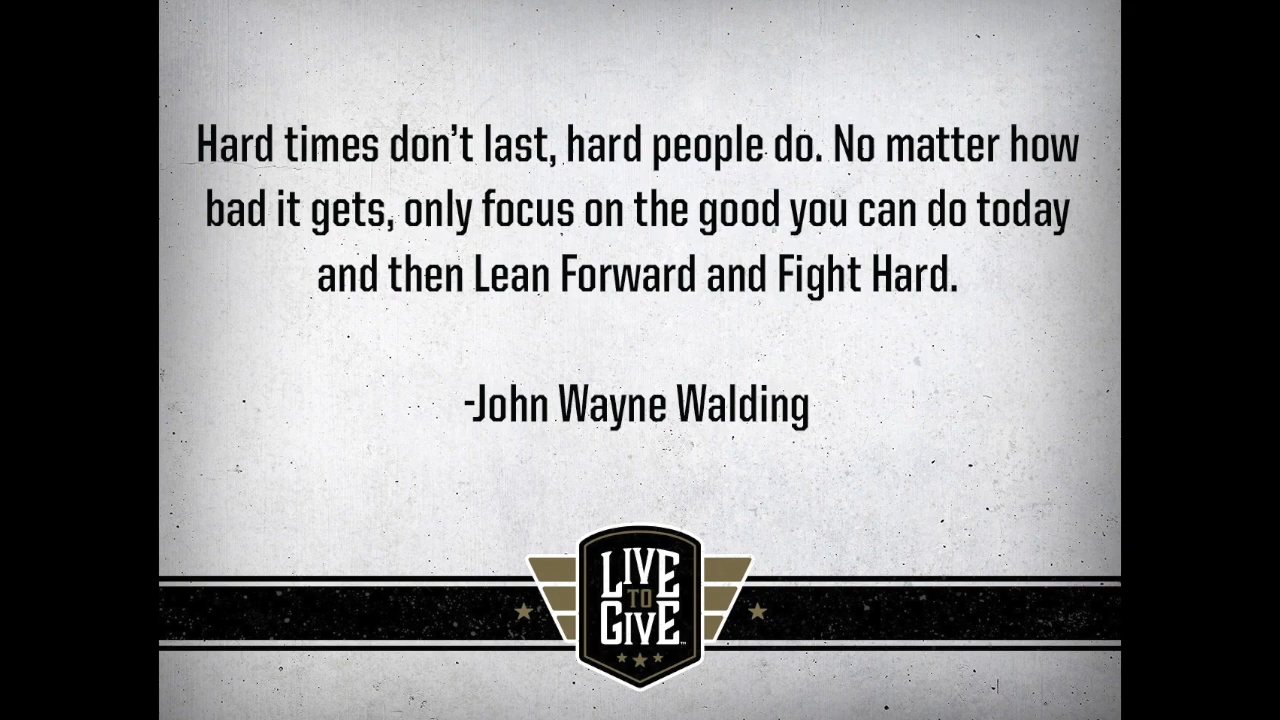 Hard times don’t last, hard people do. No matter how
bad it gets, only focus on the good you can do today
and then Lean Forward and Fight Hard.
-John Wayne Walding
LIVE
TO
GIVE™